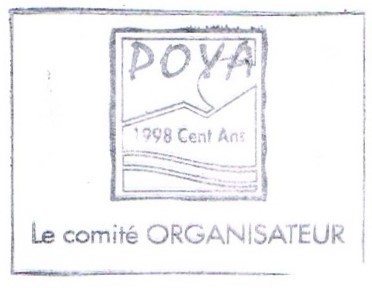 POYA
1998 Cent Ans
Le comité ORGANISATEUR